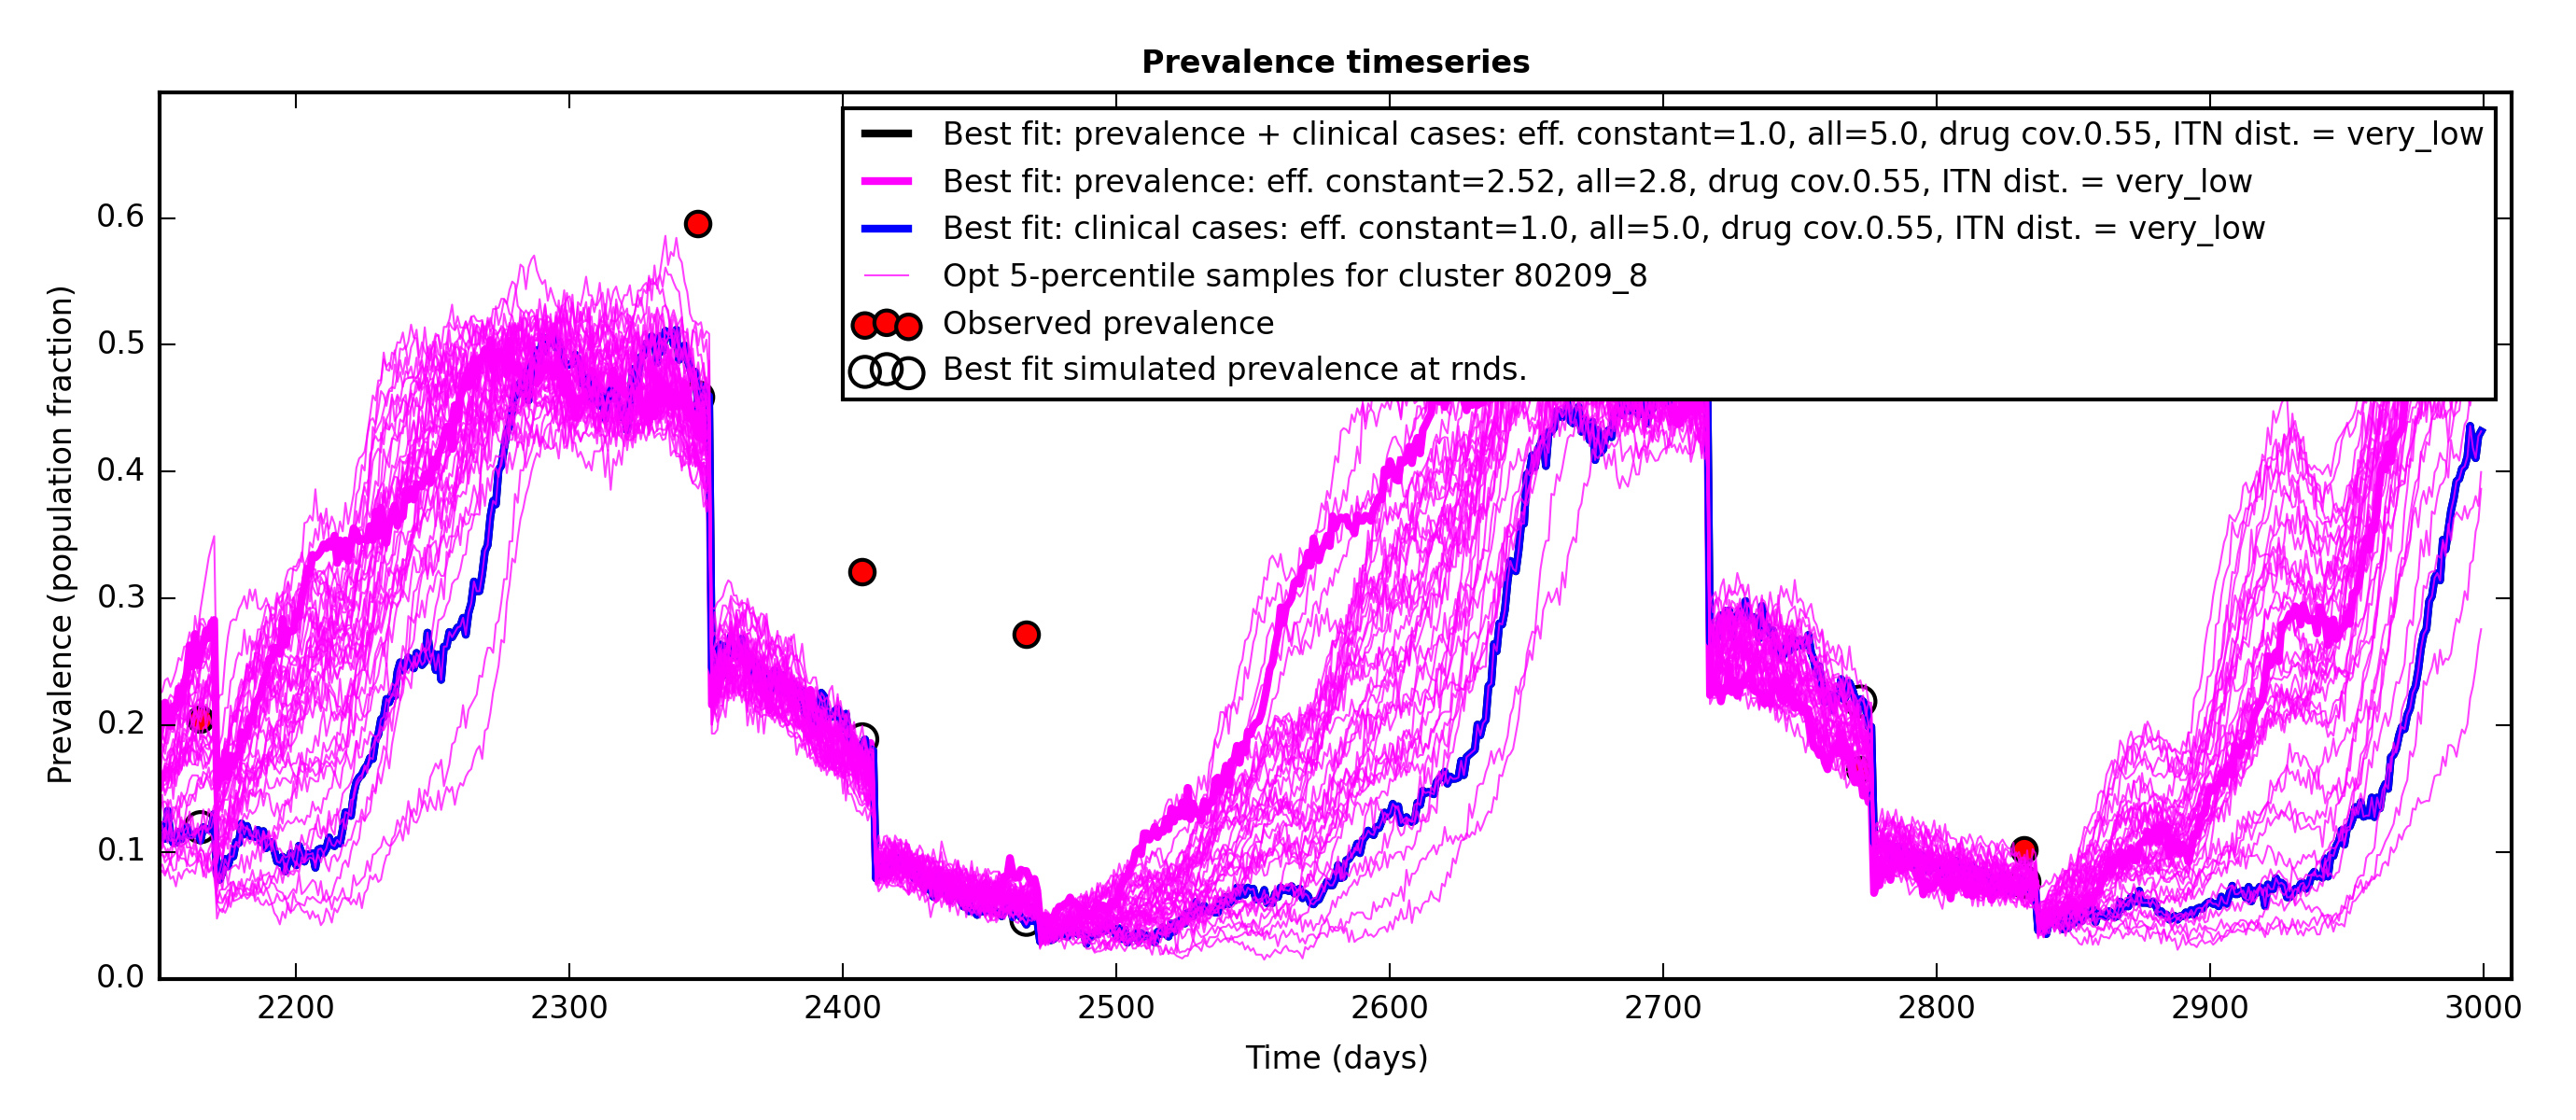 Prevalence timeseries
Best fit: prevalence + clinical cases: eff. constant=1.0, all=5.0, drug cov.0.55, ITN dist. = very_low
Best fit: prevalence: eff. constant=2.52, all=2.8, drug cov.0.55, ITN dist. = very_low
Best fit: clinical cases: eff. constant=1.0, all=5.0, drug cov.0.55, ITN dist. = very_low
Opt 5-percentile samples for cluster 80209_8
Observed prevalence
Best fit simulated prevalence at rnds.
Prevalence (population fraction)
0.6
0.5
0.4
0.3
0.2
0.1
0.0
2200 2300 2400 2500 2600 2700 2800 2900 3000
Time (days)